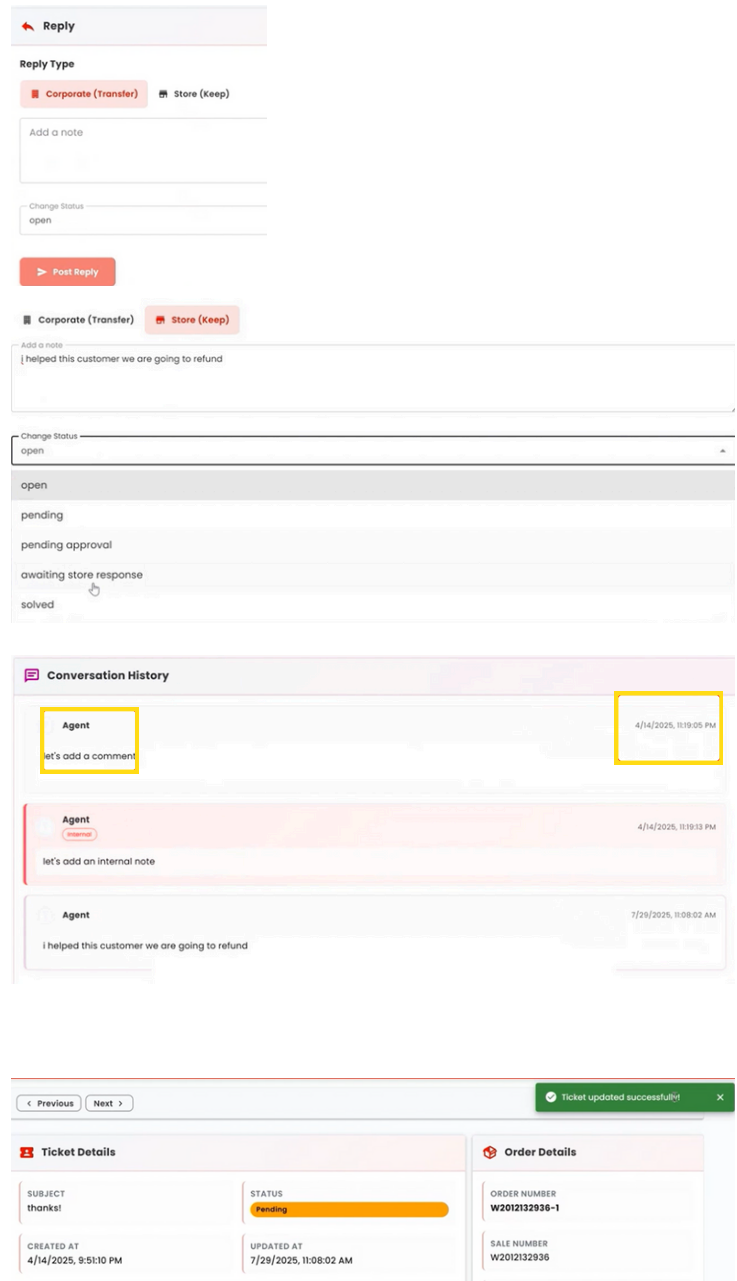 Reply
Reply Type
Corporate (Transfer) Store (Keep)
Add a note
Change Status
open
Post Reply
Corporate (Transfer) Store (Keep)
Add a note
i helped this customer we are going to refund
Change Status
open
open
pending
pending approval
awaiting store response
solved
Conversation History
Agent 4/14/2025, 11:19:05 PM
let's add a comment
Agent
Internal 4/14/2025, 11:19:13 PM
let's add an internal note
Agent 7/29/2025, 11:08:02 AM
i helped this customer we are going to refund
< Previous Next >
Ticket updated successfully!
Ticket Details
Order Details
SUBJECT STATUS ORDER NUMBER
thanks! Pending W2012132936-1
CREATED AT UPDATED AT SALE NUMBER
4/14/2025, 9:51:10 PM 7/29/2025, 11:08:02 AM W2012132936